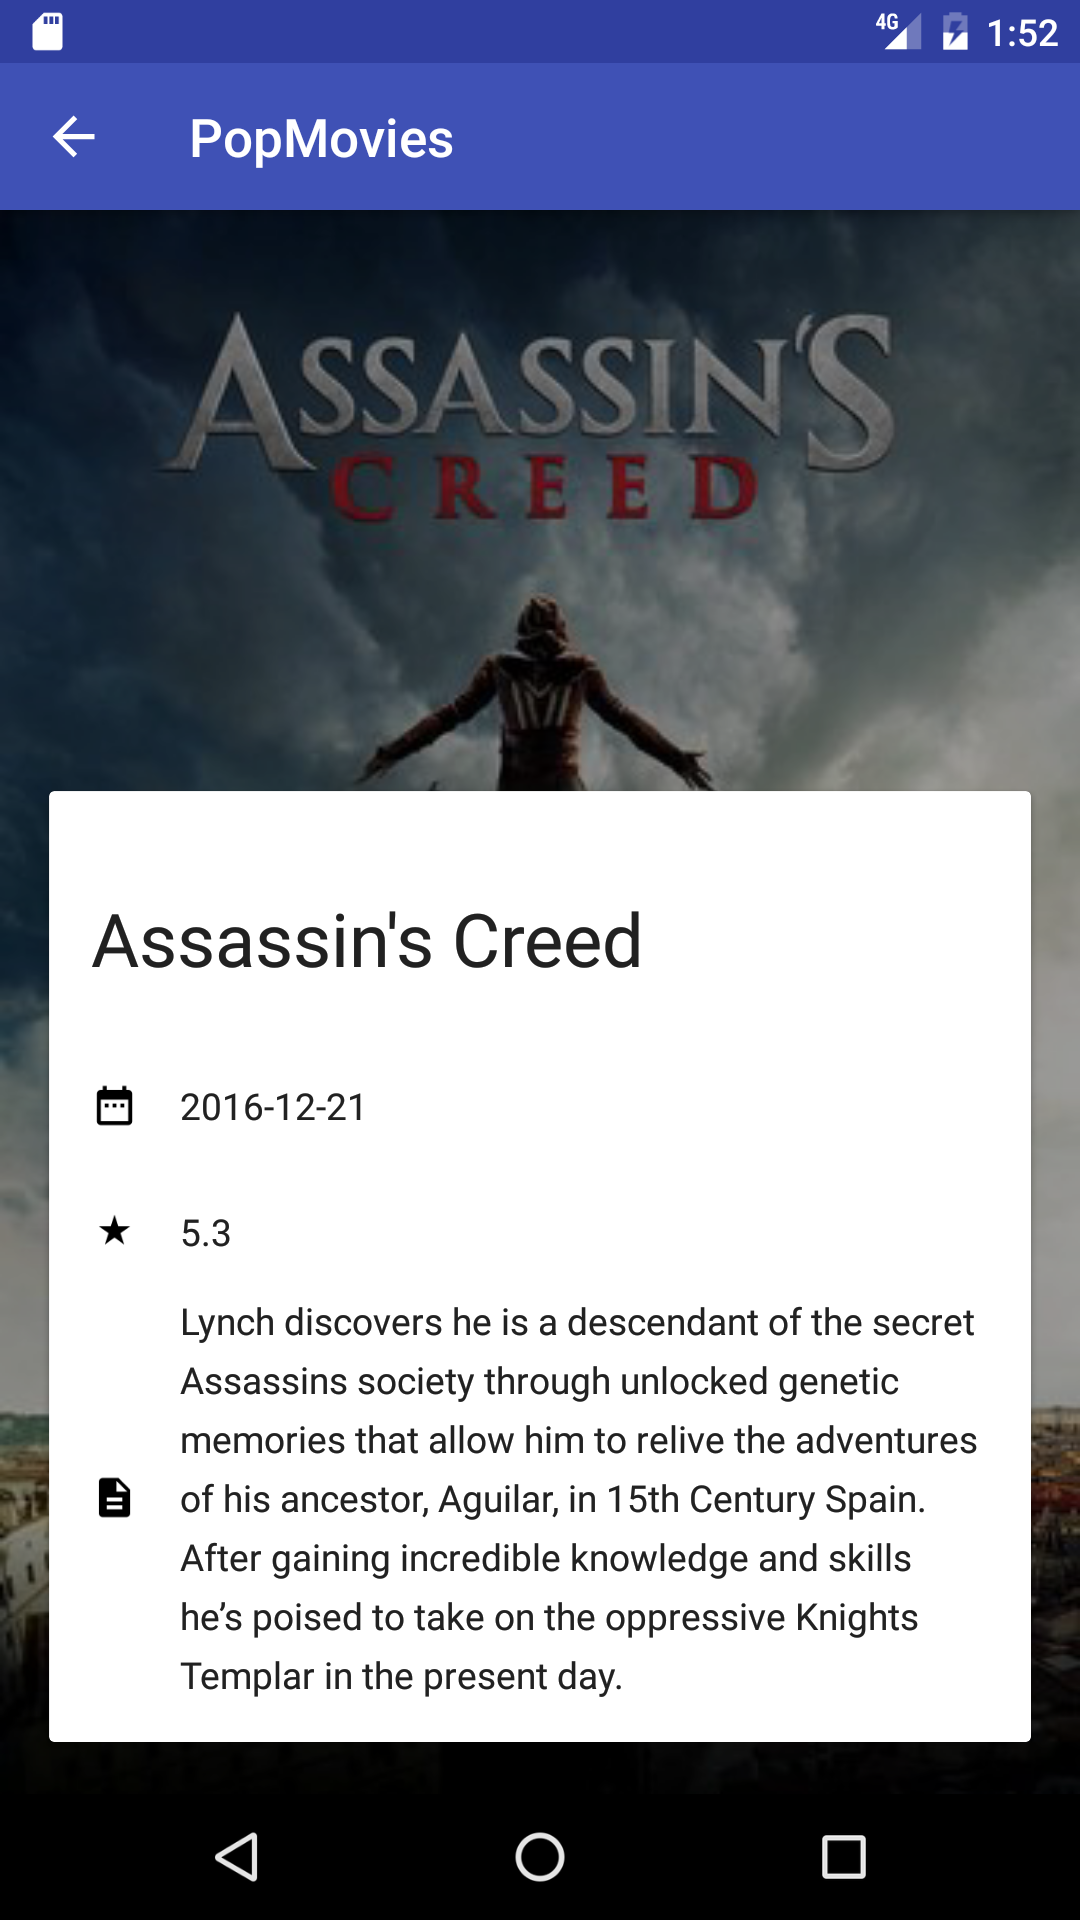 4G 1:52
PopMovies
ASSASSIN'S
CREED
Assassin's Creed
2016-12-21
5.3
Lynch discovers he is a descendant of the secret
Assassins society through unlocked genetic
memories that allow him to relive the adventures
of his ancestor, Aguilar, in 15th Century Spain.
After gaining incredible knowledge and skills
he’s poised to take on the oppressive Knights
Templar in the present day.